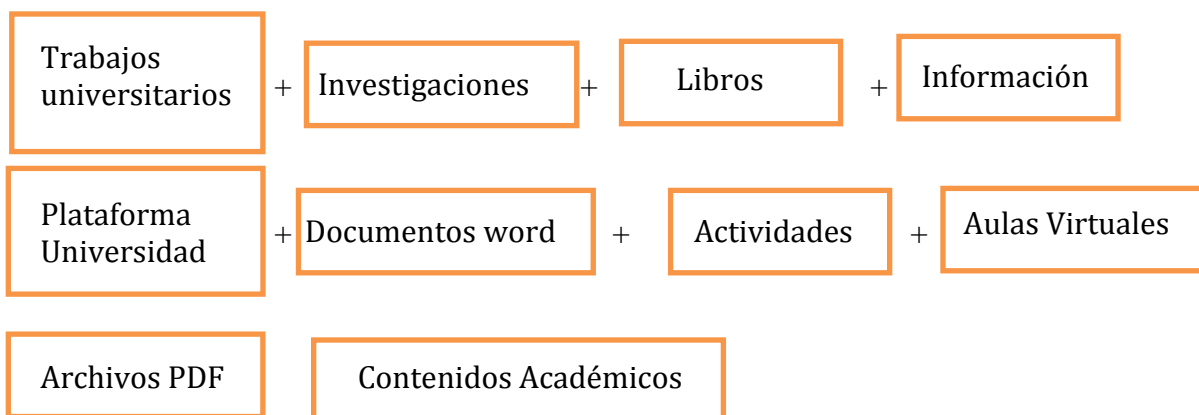 Trabajos
universitarios + Investigaciones + Libros + Información
Plataforma
Universidad + Documentos word + Actividades + Aulas Virtuales
Archivos PDF Contenidos Académicos